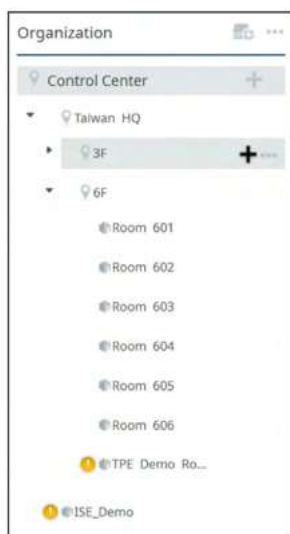 Organization
Control Center
Taiwan HQ
3F
6F
Room 601
Room 602
Room 603
Room 604
Room 605
Room 606
TPE Demo Ro...
ISE_Demo